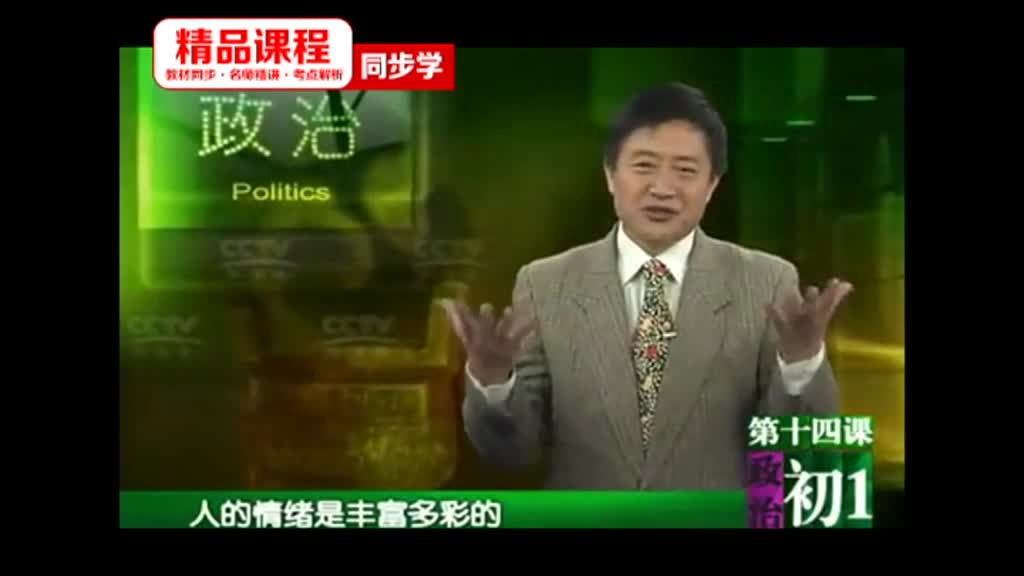 精品课程
教材同步·名师精讲·考点解析
同步学
政治
Politics
CCTV
CCTV
CCTV
CCTV
第十四课
政治
初1
人的情绪是丰富多彩的